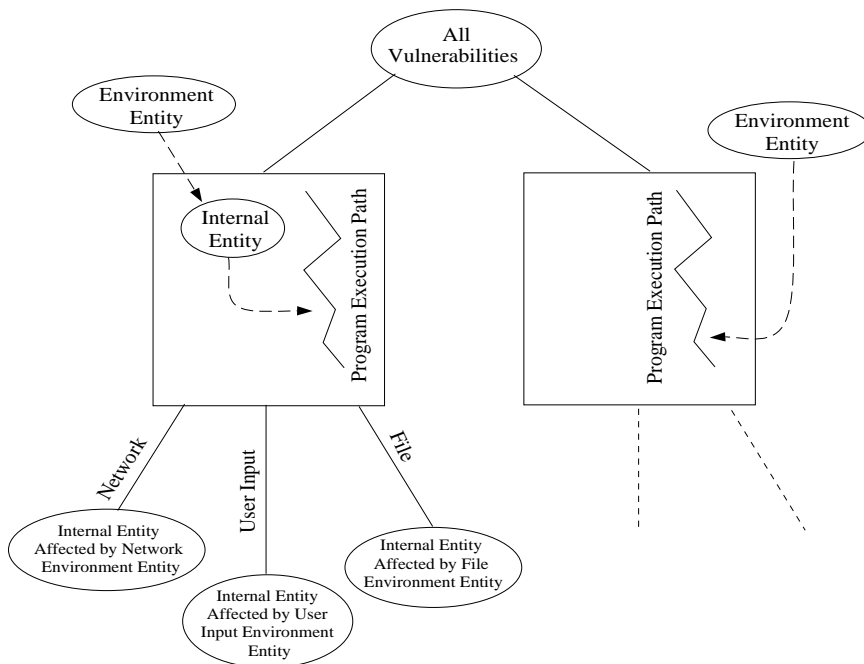 All
Vulnerabilities
Environment
Entity
Environment
Entity
Internal
Entity
Program Execution Path
Program Execution Path
Network
User Input
File
Internal Entity
Affected by Network
Environment Entity
Internal Entity
Affected by User
Input Environment
Entity
Internal Entity
Affected by File
Environment Entity